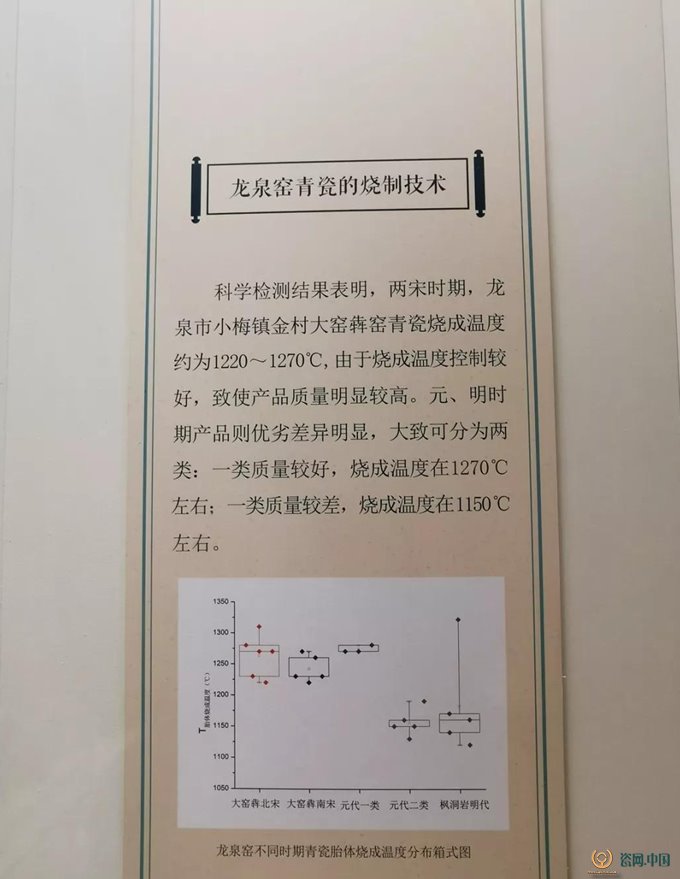 龙泉窑青瓷的烧制技术
科学检测结果表明，两宋时期，龙
泉市小梅镇金村大窑犇窑青瓷烧成温度
约为1220～1270℃,由于烧成温度控制较
好，致使产品质量明显较高。元、明时
期产品则优劣差异明显，大致可分为两
类：一类质量较好，烧成温度在1270℃
左右；一类质量较差，烧成温度在1150℃
左右。
1350
1300
1250
1200
1150
1100
1050
T胎体烧成温度（℃）
大窑犇北宋 大窑犇南宋 元代一类 元代二类 枫洞岩明代
龙泉窑不同时期青瓷胎体烧成温度分布箱式图
瓷网.中国